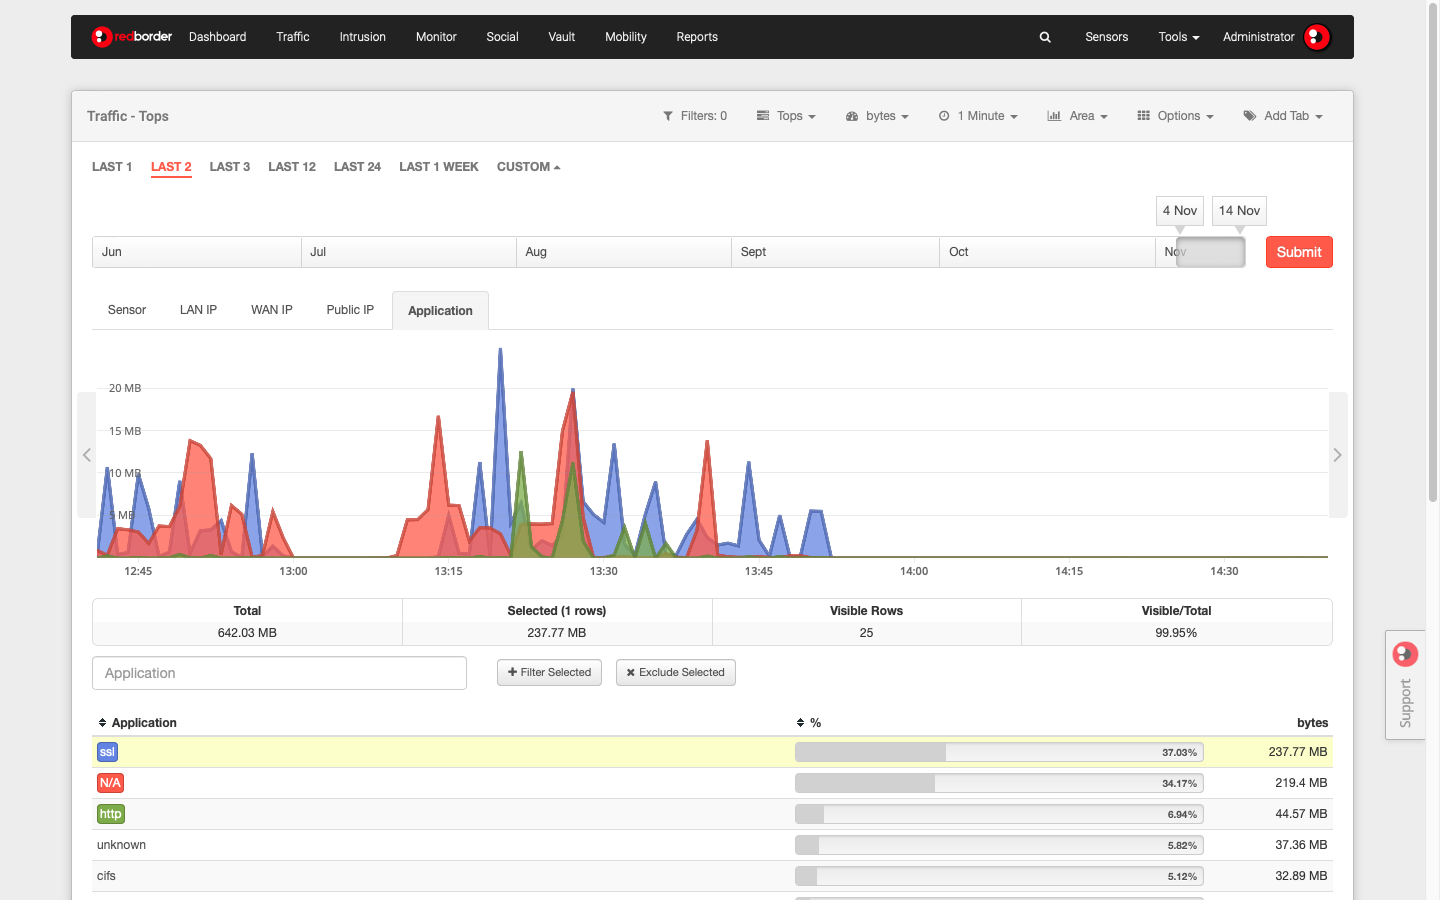 redborder Dashboard Traffic Intrusion Monitor Social Vault Mobility Reports Sensors Tools Administrator
Traffic - Tops Filters: 0 Tops bytes 1 Minute Area Options Add Tab
LAST 1 LAST 2 LAST 3 LAST 12 LAST 24 LAST 1 WEEK CUSTOM
4 Nov 14 Nov
Jun Jul Aug Sept Oct Nov Submit
Sensor LAN IP WAN IP Public IP Application
20 MB
15 MB
10 MB
5 MB
12:45 13:00 13:15 13:30 13:45 14:00 14:15 14:30
Total Selected (1 rows) Visible Rows Visible/Total
642.03 MB 237.77 MB 25 99.95%
Application Filter Selected Exclude Selected
Support
Application % bytes
ssl 37.03% 237.77 MB
N/A 34.17% 219.4 MB
http 6.94% 44.57 MB
unknown 5.82% 37.36 MB
cifs 5.12% 32.89 MB